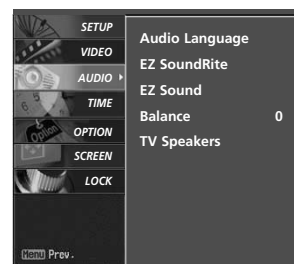 SETUP
VIDEO
AUDIO
TIME
OPTION
SCREEN
LOCK
Menu Prev.
Audio Language
EZ SoundRite
EZ Sound
Balance 0
TV Speakers
Option